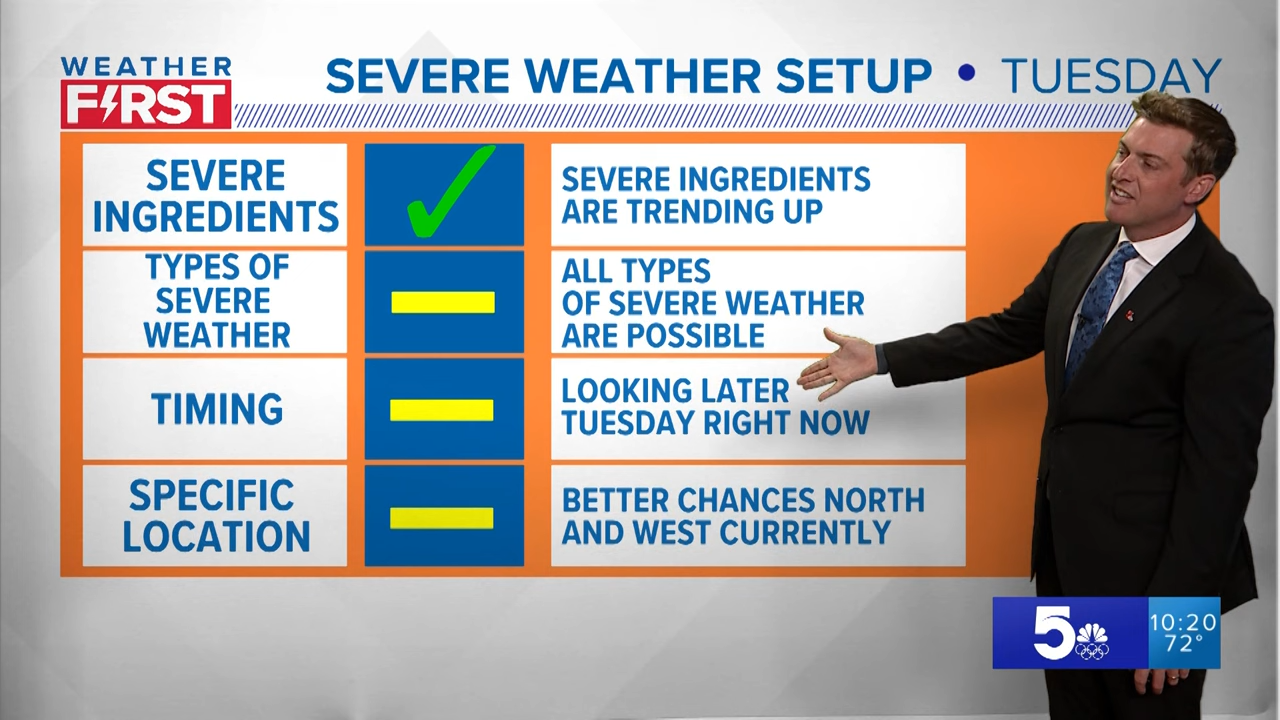 WEATHER
FIRST
SEVERE WEATHER SETUP • TUESDAY
SEVERE
INGREDIENTS
SEVERE INGREDIENTS
ARE TRENDING UP
TYPES OF
SEVERE
WEATHER
ALL TYPES
OF SEVERE WEATHER
ARE POSSIBLE
TIMING
LOOKING LATER
TUESDAY RIGHT NOW
SPECIFIC
LOCATION
BETTER CHANCES NORTH
AND WEST CURRENTLY
5
10:20
72°